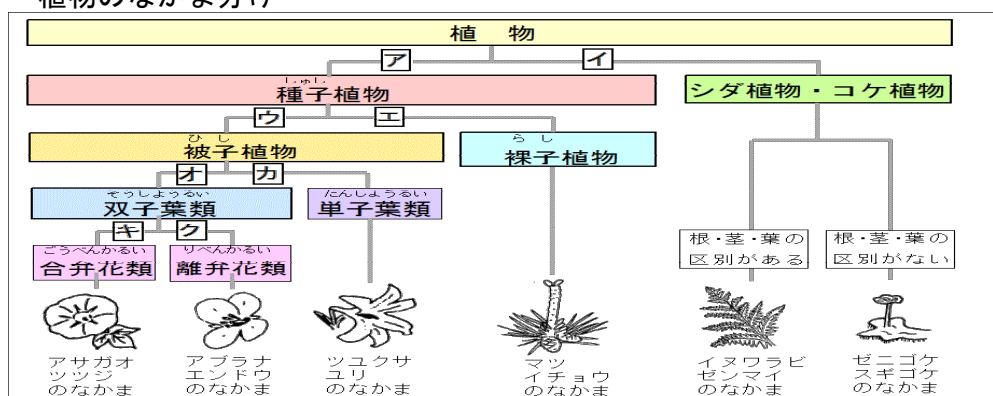 植物のなかま分け
植物
ア イ
しゅし
種子植物
シダ植物・コケ植物
ウ エ
ひし
被子植物
らし
裸子植物
オ カ
そうしようるい
双子葉類
たんしようるい
単子葉類
キ ク
ごうべんかるい
合弁花類
りべんかるい
離弁花類
根・茎・葉の
区別がある
根・茎・葉の
区別がない
アサガオ
ツツジ
のなかま
アブラナ
エンドウ
のなかま
ツユクサ
ユリ
のなかま
マツ
イチョウ
のなかま
イヌワラビ
ゼンマイ
のなかま
ゼニゴケ
スギゴケ
のなかま